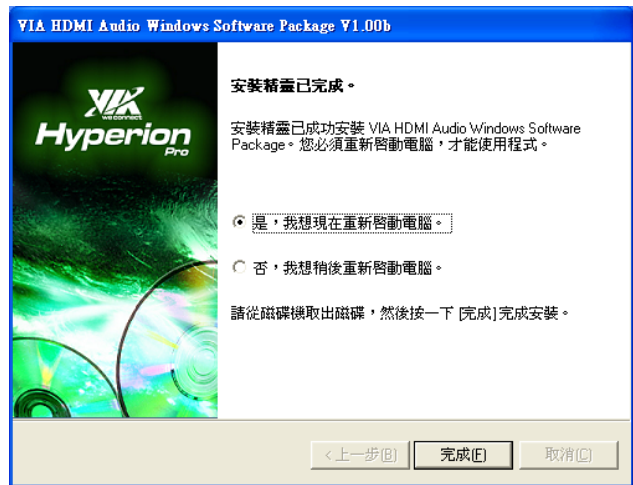 VIA HDMI Audio Windows Software Package V1.00b
VIA
we connect
Hyperion
Pro
安裝精靈已完成。
安裝精靈已成功安裝 VIA HDMI Audio Windows Software
Package。您必須重新啓動電腦，才能使用程式。
是，我想現在重新啓動電腦。
否，我想稍後重新啓動電腦。
請從磁碟機取出磁碟，然後按一下 [完成]完成安裝。
<上一步(B)
完成(F)
取消(C)